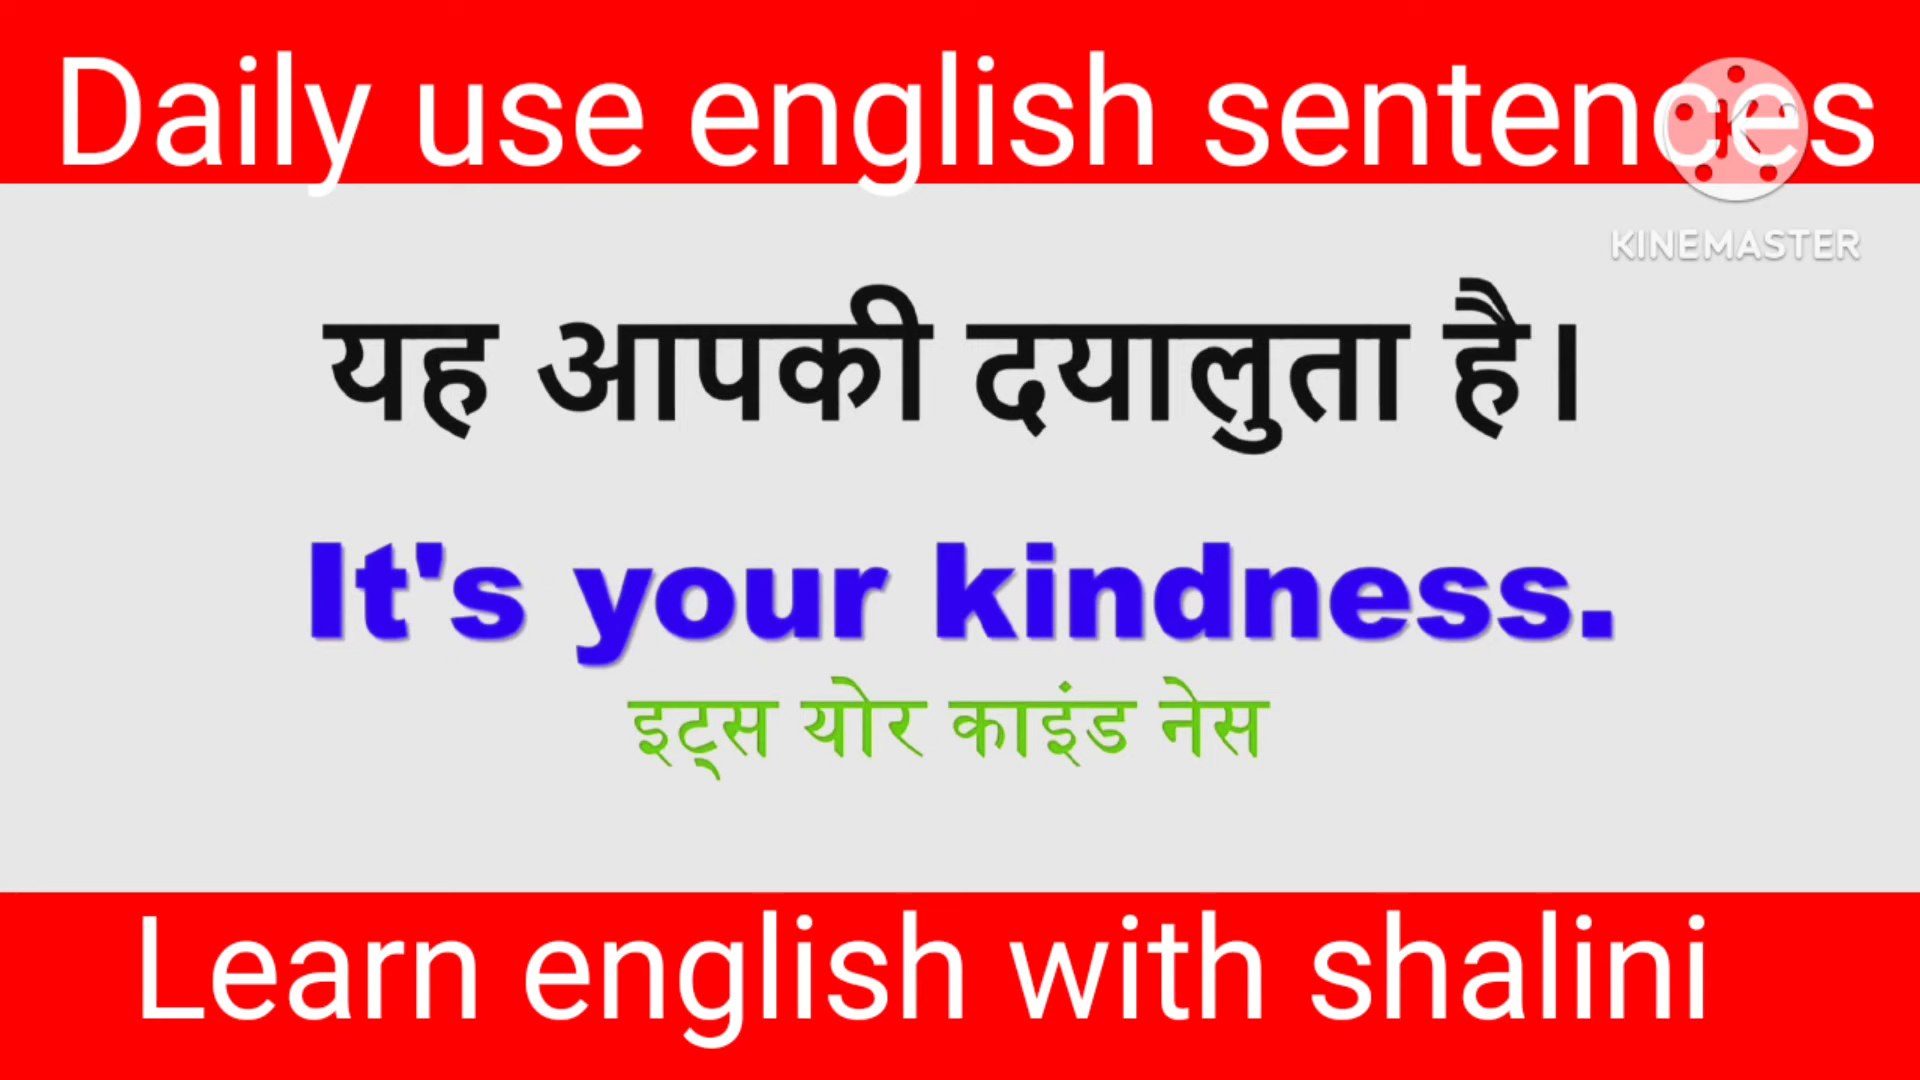 Daily use english sentences
KINEMASTER
यह आपकी दयालुता है।
It's your kindness.
इट्स योर काइंड नेस
Learn english with shalini